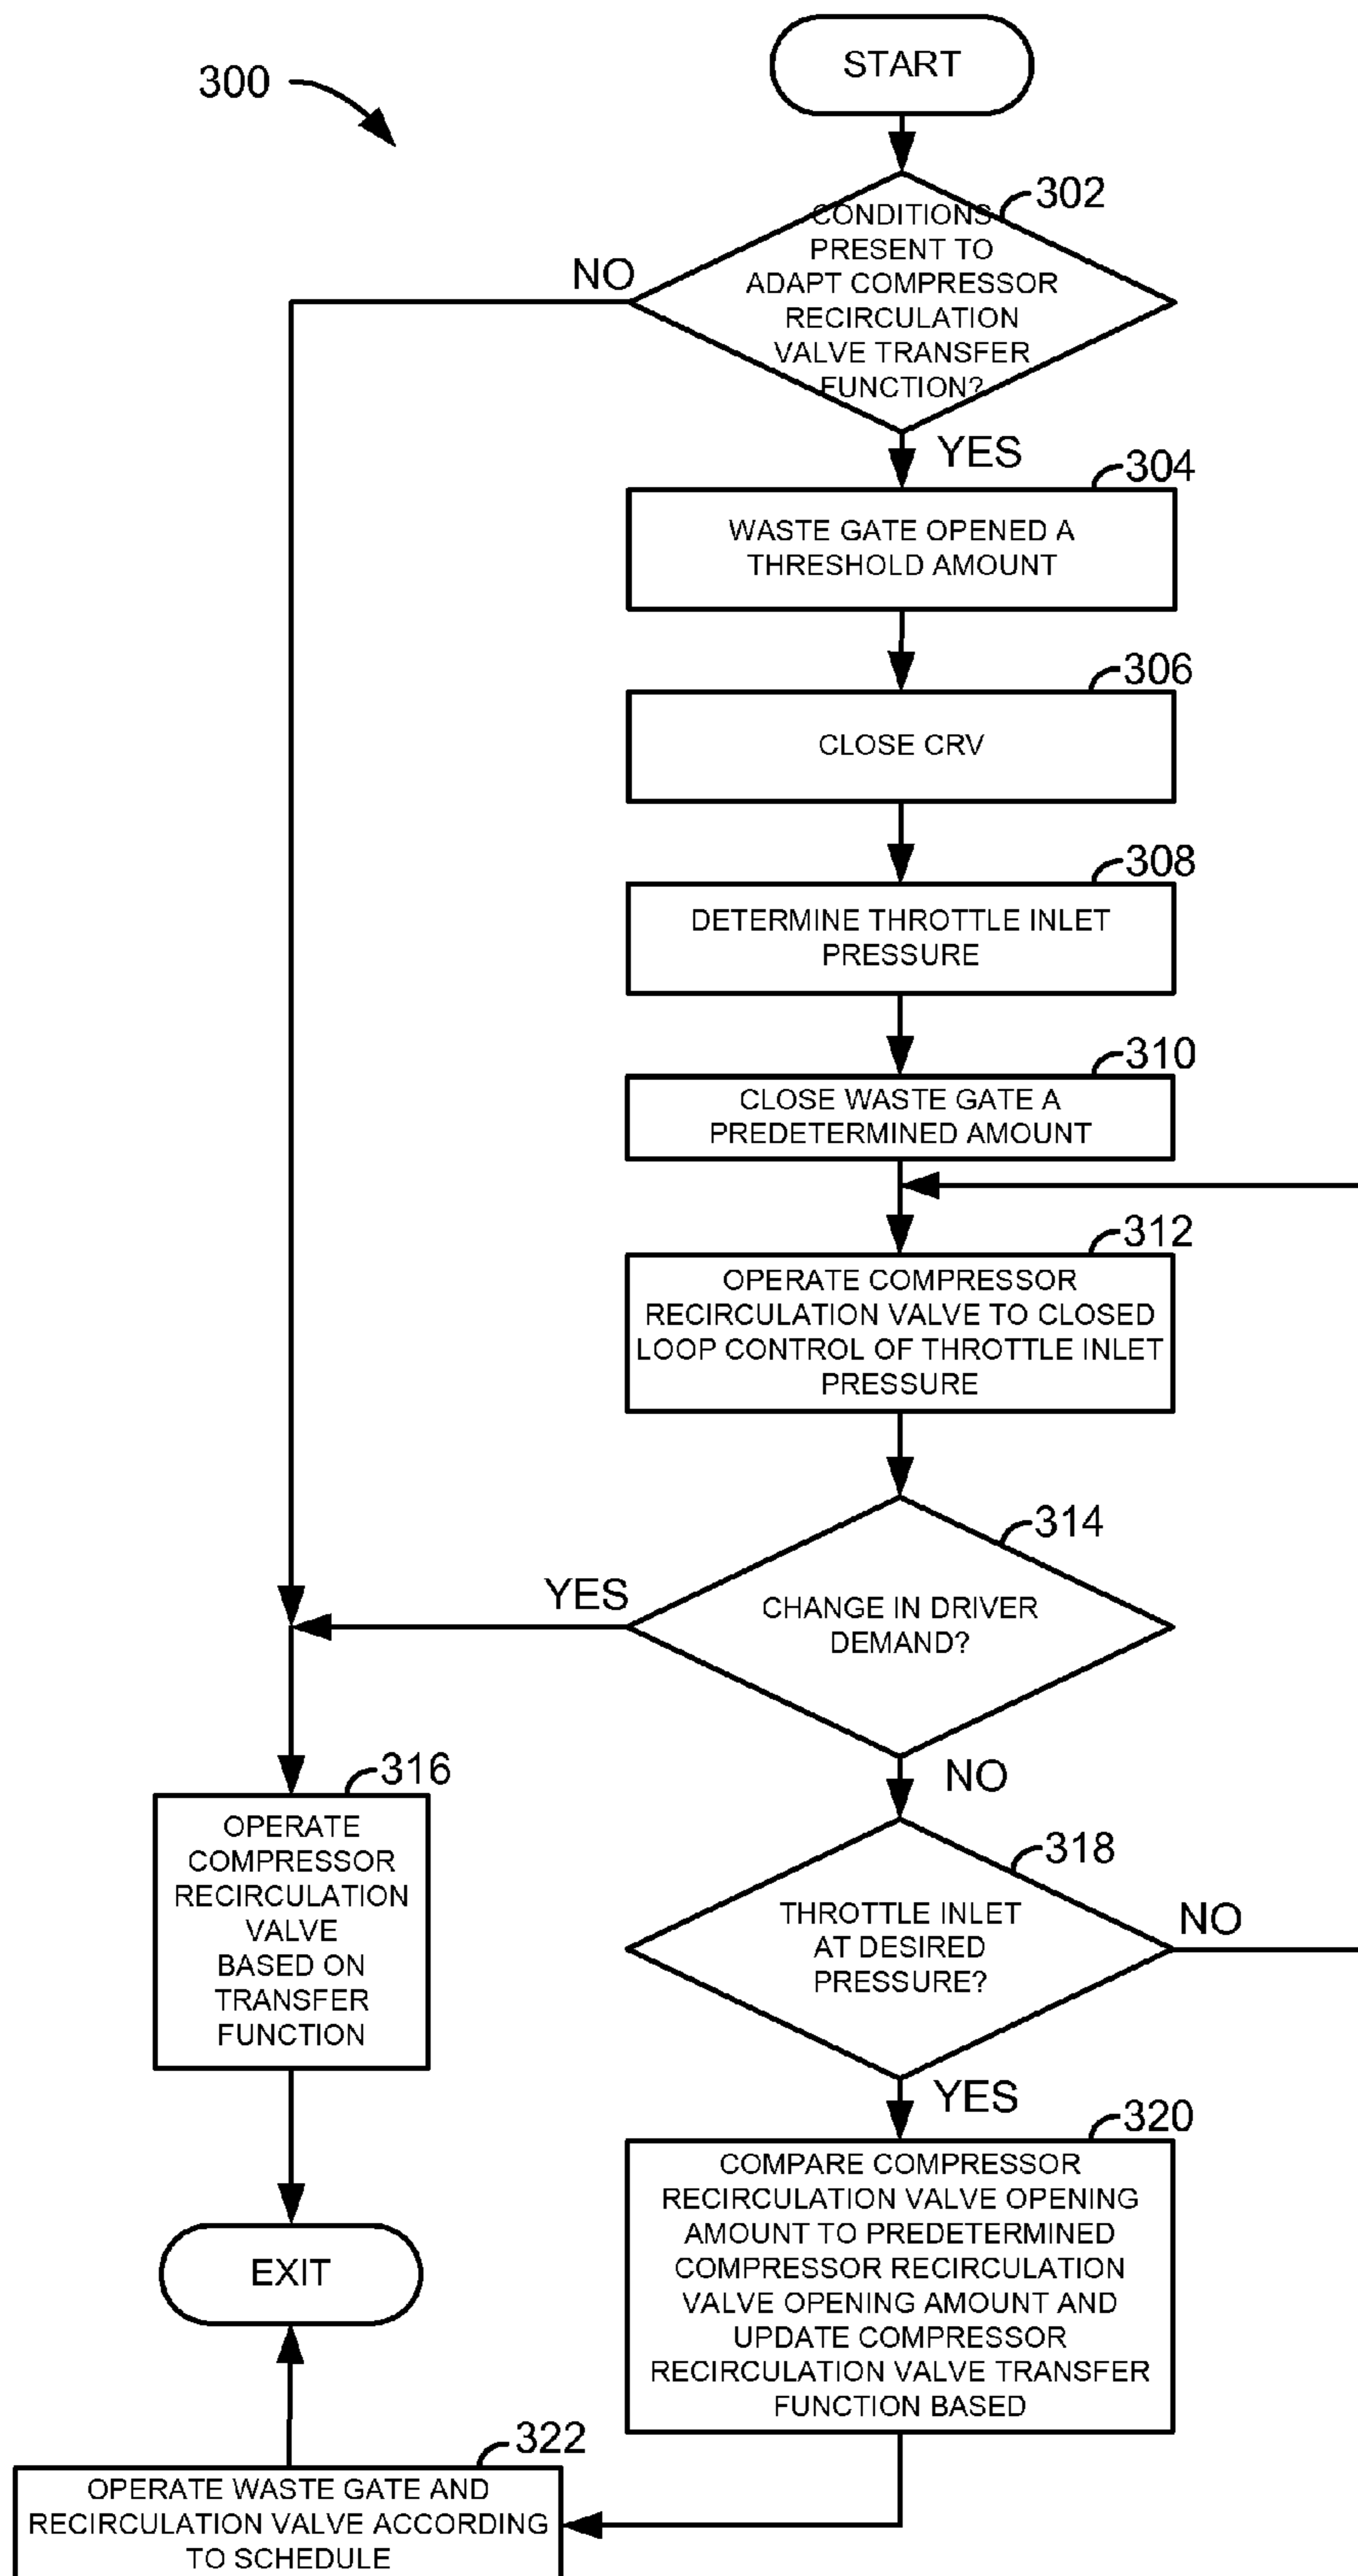 START
300
302
CONDITIONS
PRESENT TO
ADAPT COMPRESSOR
RECIRCULATION
VALVE TRANSFER
FUNCTION?
NO
YES
304
WASTE GATE OPENED A
THRESHOLD AMOUNT
306
CLOSE CRV
308
DETERMINE THROTTLE INLET
PRESSURE
310
CLOSE WASTE GATE A
PREDETERMINED AMOUNT
312
OPERATE COMPRESSOR
RECIRCULATION VALVE TO CLOSED
LOOP CONTROL OF THROTTLE INLET
PRESSURE
314
CHANGE IN DRIVER
DEMAND?
YES
NO
316
OPERATE
COMPRESSOR
RECIRCULATION
VALVE
BASED ON
TRANSFER
FUNCTION
318
THROTTLE INLET
AT DESIRED
PRESSURE?
NO
YES
320
COMPARE COMPRESSOR
RECIRCULATION VALVE OPENING
AMOUNT TO PREDETERMINED
COMPRESSOR RECIRCULATION
VALVE OPENING AMOUNT AND
UPDATE COMPRESSOR
RECIRCULATION VALVE TRANSFER
FUNCTION BASED
EXIT
322
OPERATE WASTE GATE AND
RECIRCULATION VALVE ACCORDING
TO SCHEDULE